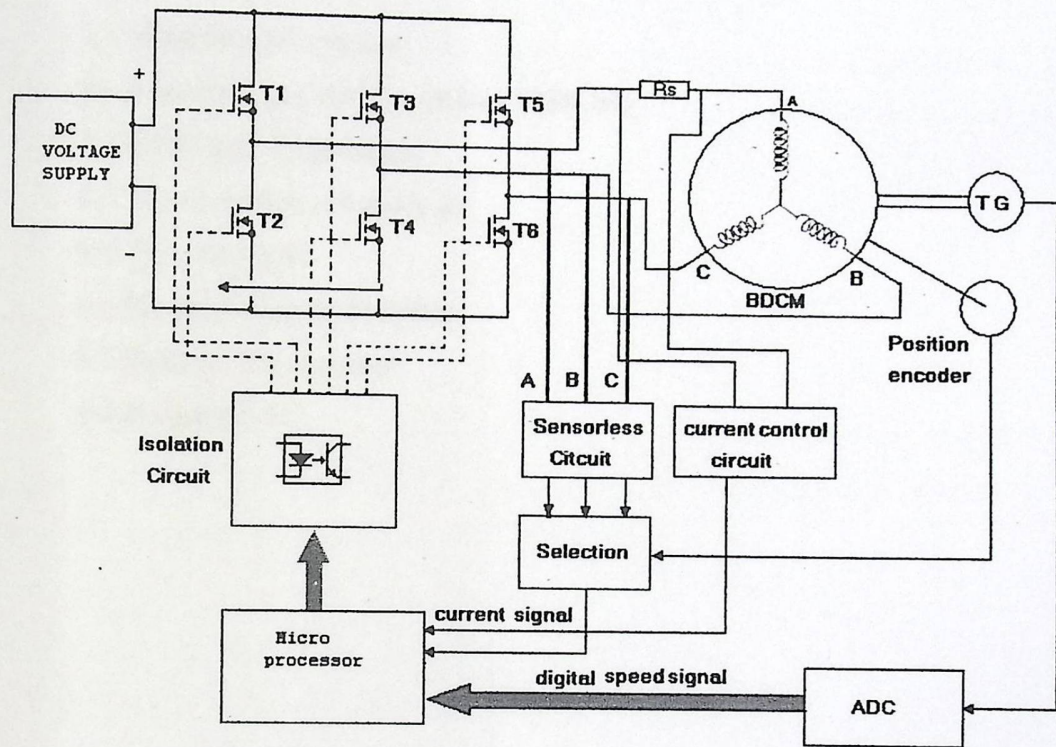 +
DC
VOLTAGE
SUPPLY
-
T1
T3
T5
T2
T4
T6
Rs
A
C
B
BDCM
TG
Position
encoder
A B C
Isolation
Circuit
Sensorless
Citcuit
current control
circuit
Selection
current signal
Micro
processor
digital speed signal
ADC